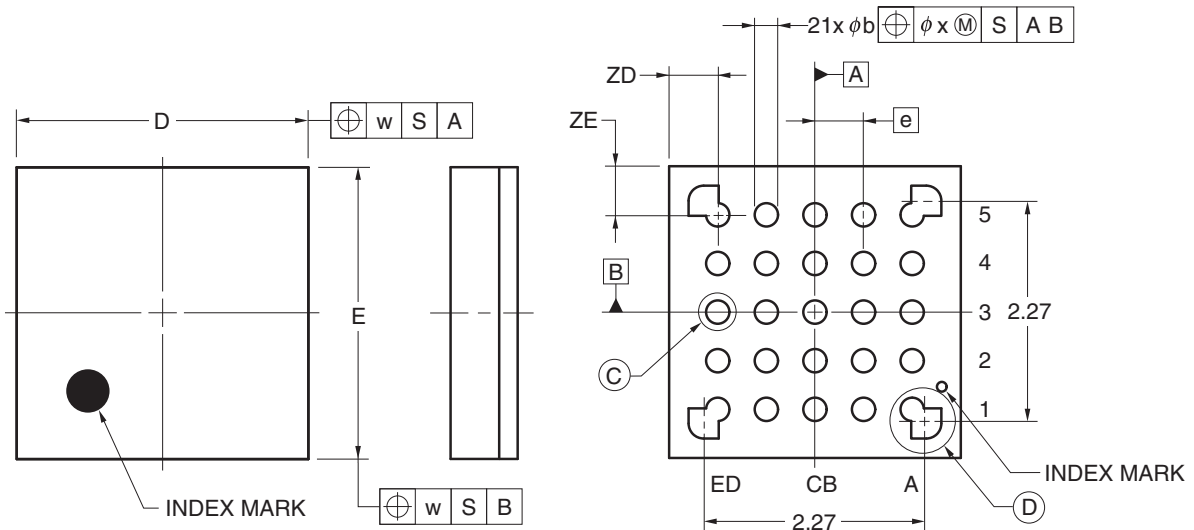 21x ϕb ⌖ ϕx Ⓜ S A B
ZD
A
D
⌖ w S A
ZE
e
5
B
4
E
3
2.27
2
C
1
INDEX MARK
ED
CB
A
INDEX MARK
D
⌖ w S B
2.27